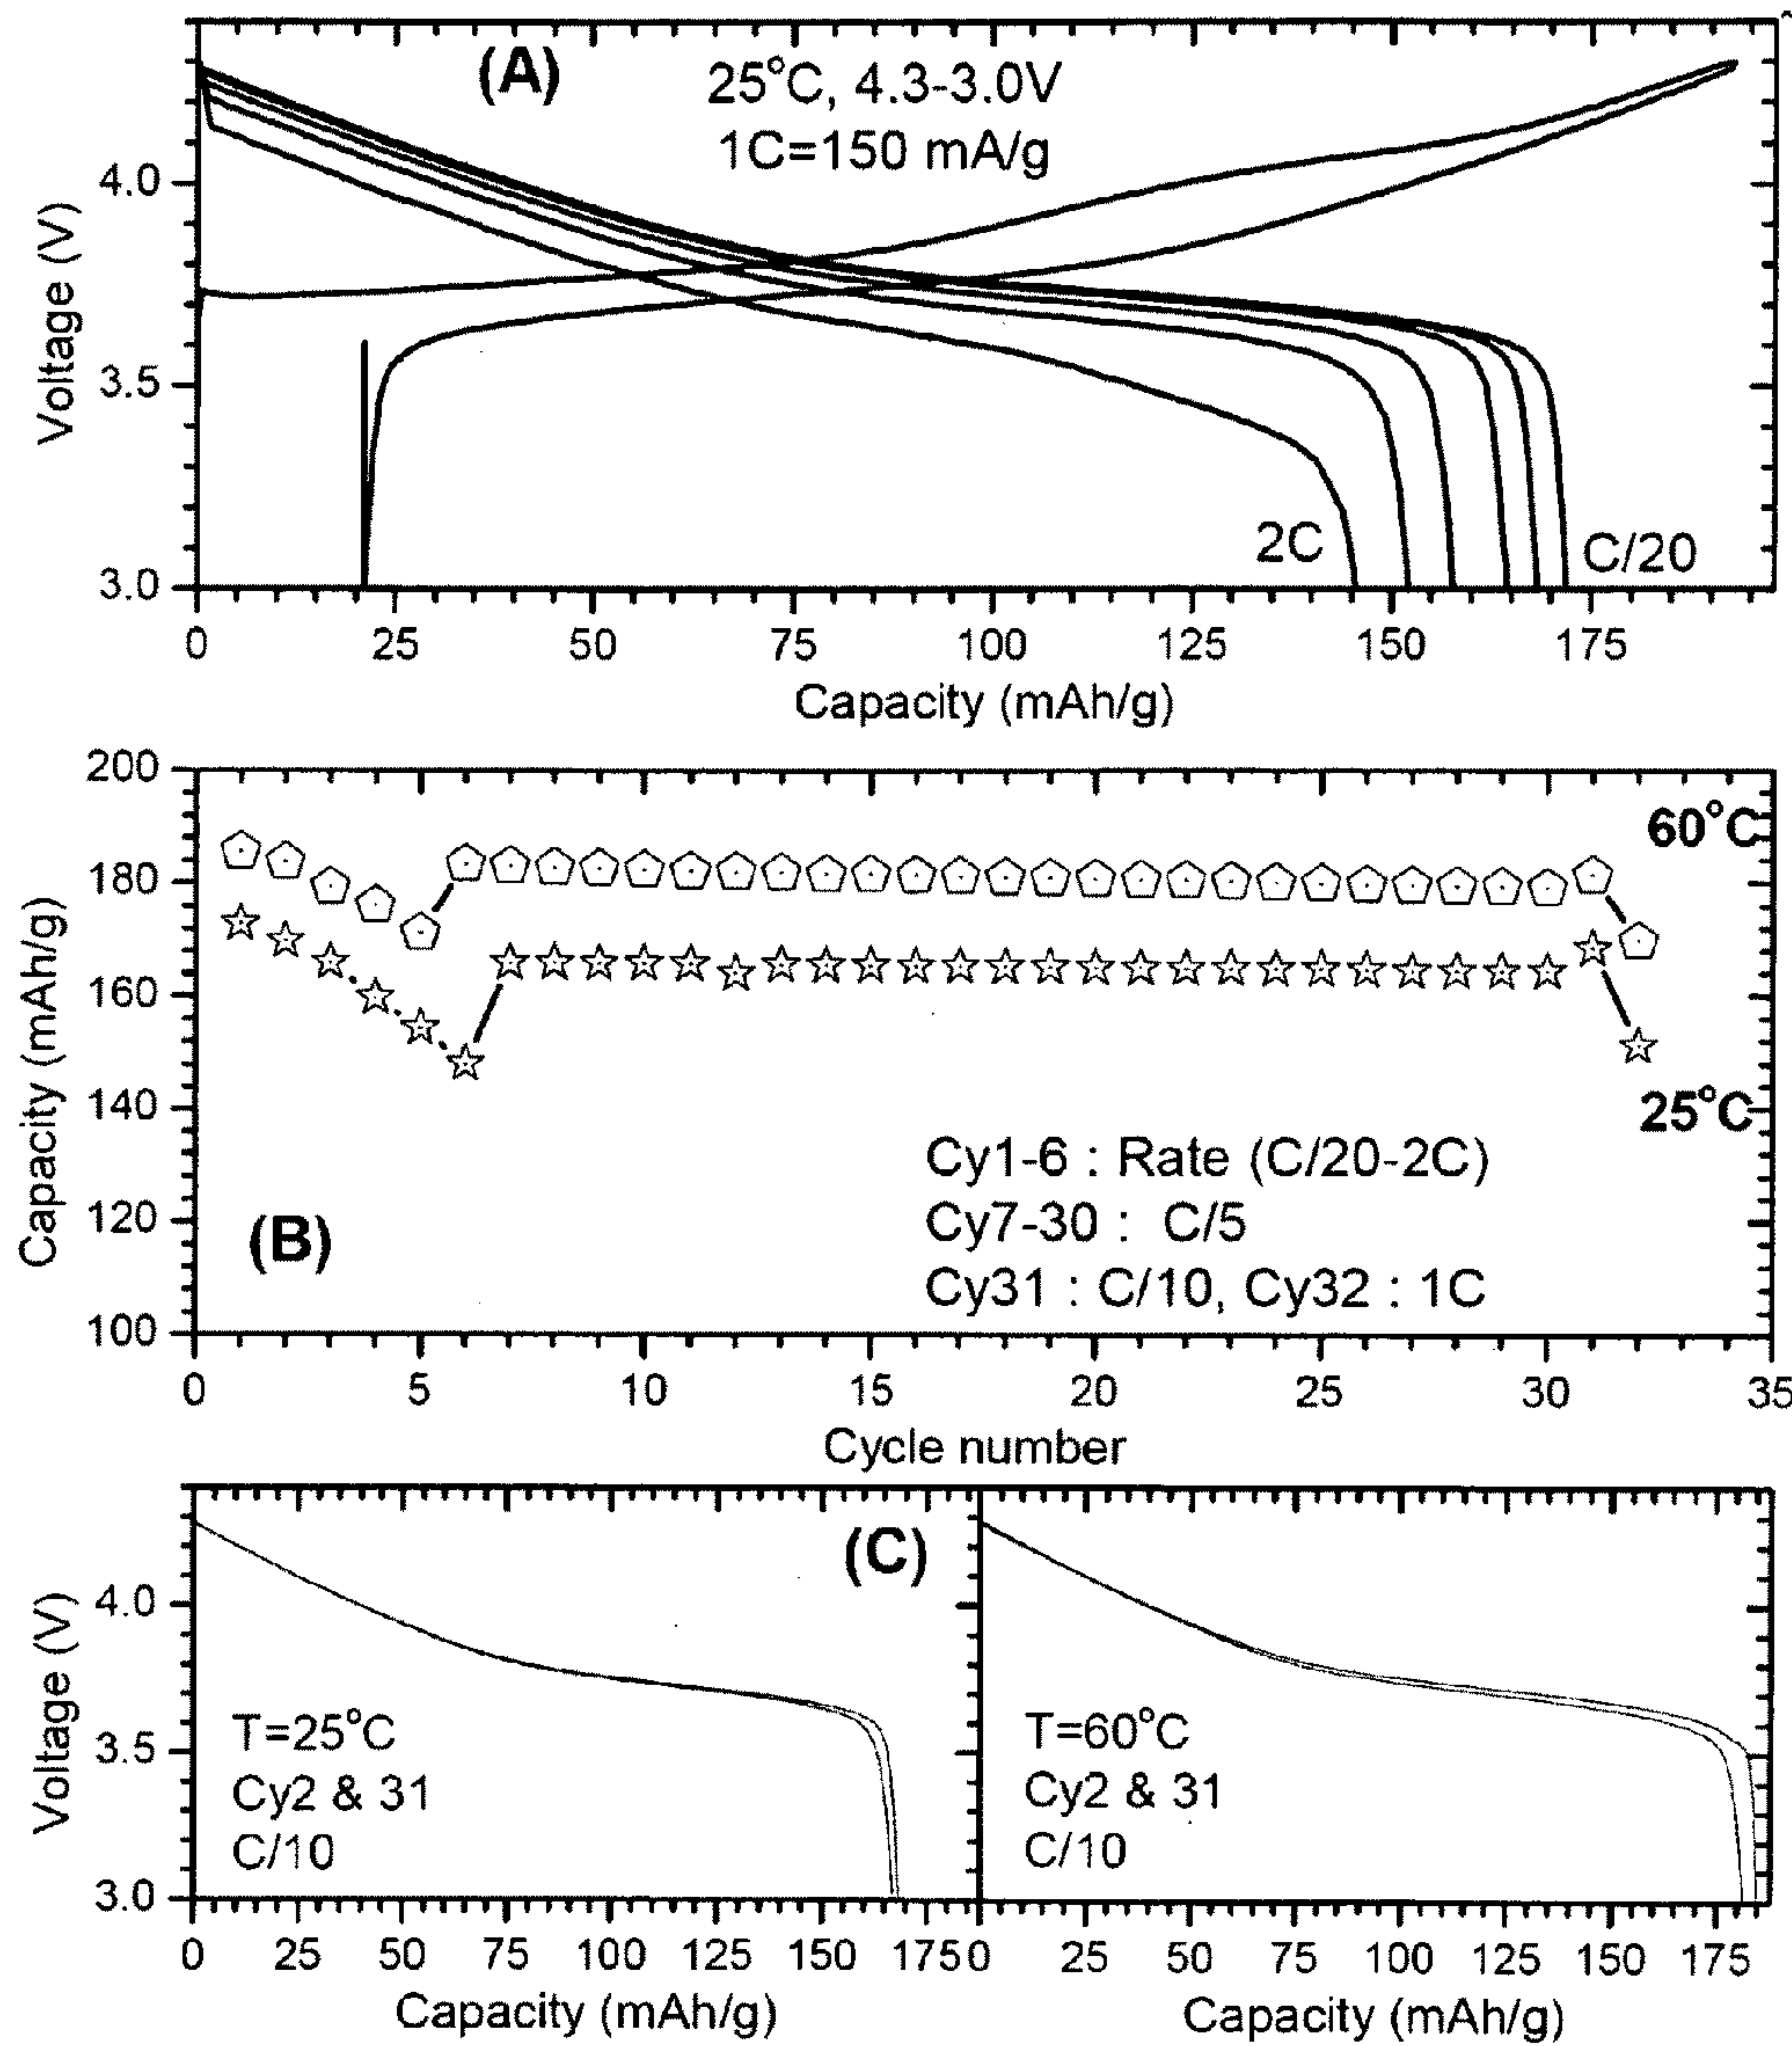 (A)
25°C, 4.3-3.0V
1C=150 mA/g
Voltage (V)
4.0
3.5
3.0
2C
C/20
0 25 50 75 100 125 150 175
Capacity (mAh/g)
Capacity (mAh/g)
200
180
160
140
120
100
60°C
25°C
Cy1-6 : Rate (C/20-2C)
Cy7-30 : C/5
Cy31 : C/10, Cy32 : 1C
(B)
0 5 10 15 20 25 30 35
Cycle number
(C)
Voltage (V)
4.0
3.5
3.0
T=25°C
Cy2 & 31
C/10
T=60°C
Cy2 & 31
C/10
0 25 50 75 100 125 150 175 0 25 50 75 100 125 150 175
Capacity (mAh/g)
Capacity (mAh/g)